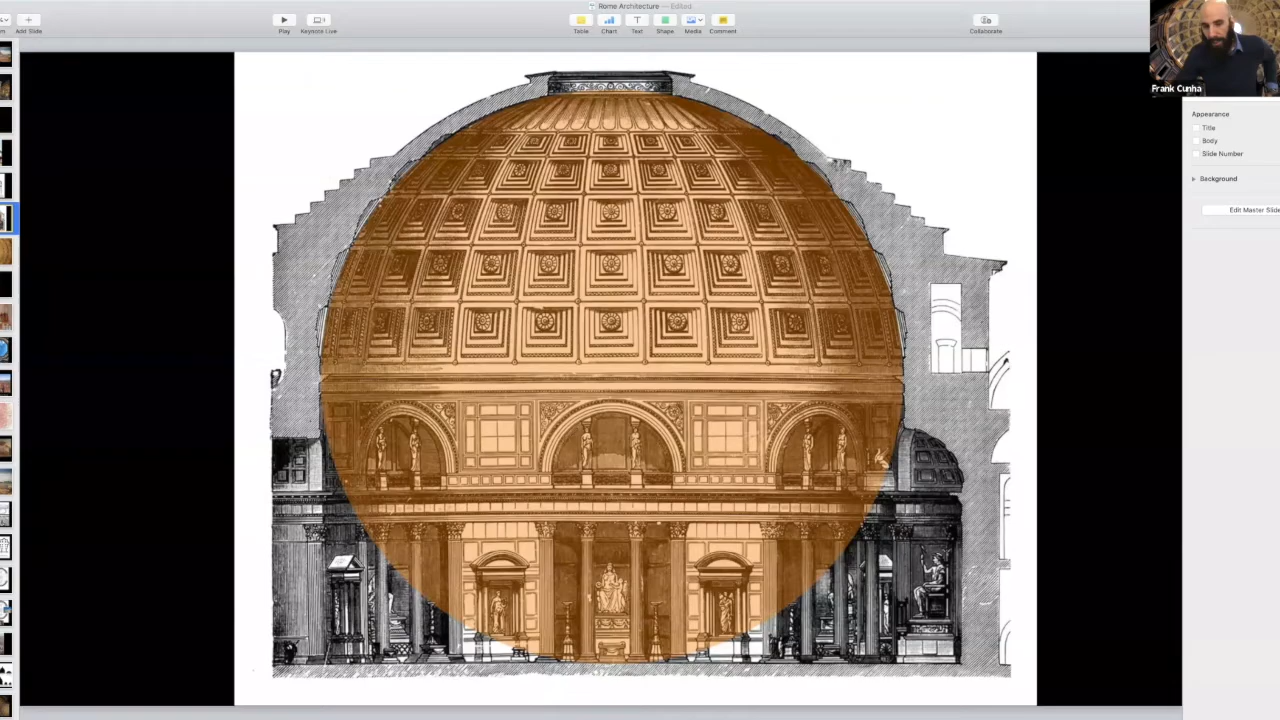 Rome Architecture — Edited
Add Slide
Play
Keynote Live
Table
Chart
Text
Shape
Media
Comment
Collaborate
Frank Cunha
Appearance
Title
Body
Slide Number
Background
Edit Master Slide